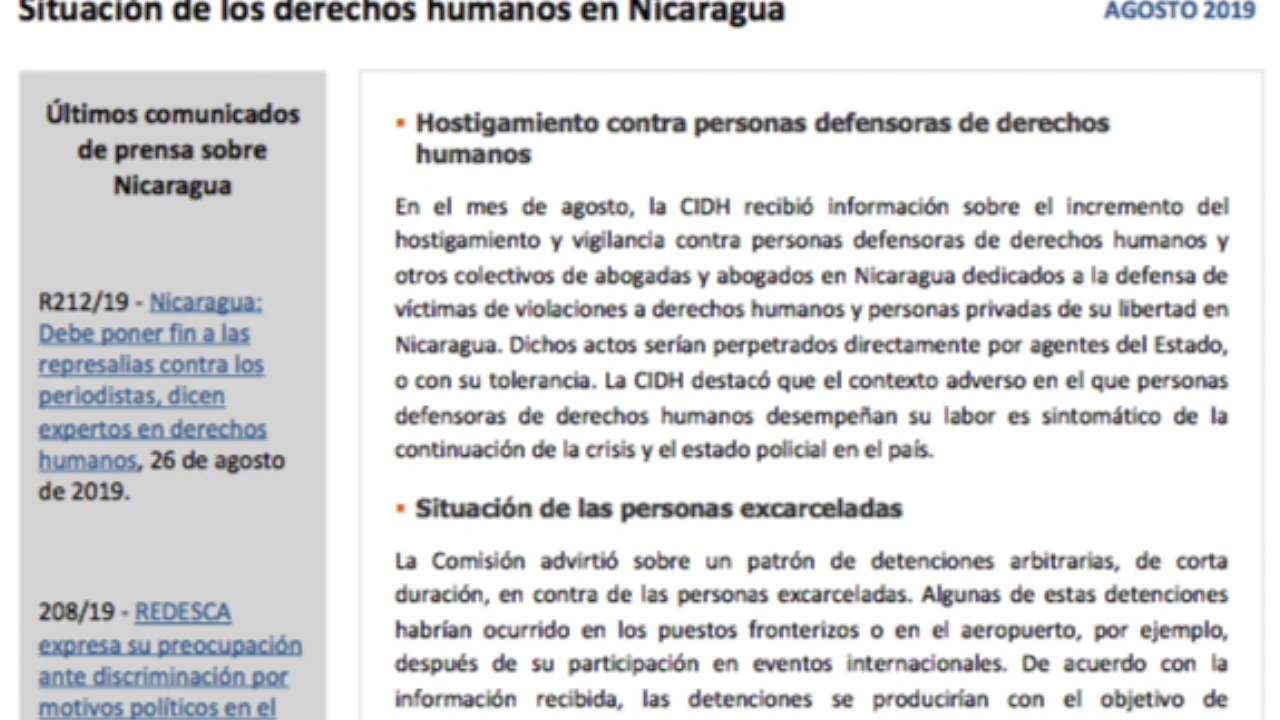 Situación de los derechos humanos en Nicaragua
AGOSTO 2019
Últimos comunicados
de prensa sobre
Nicaragua
R212/19 - Nicaragua:
Debe poner fin a las
represalias contra los
periodistas, dicen
expertos en derechos
humanos, 26 de agosto
de 2019.
208/19 - REDESCA
expresa su preocupación
ante discriminación por
motivos políticos en el
▪ Hostigamiento contra personas defensoras de derechos
humanos
En el mes de agosto, la CIDH recibió información sobre el incremento del
hostigamiento y vigilancia contra personas defensoras de derechos humanos y
otros colectivos de abogadas y abogados en Nicaragua dedicados a la defensa de
víctimas de violaciones a derechos humanos y personas privadas de su libertad en
Nicaragua. Dichos actos serían perpetrados directamente por agentes del Estado,
o con su tolerancia. La CIDH destacó que el contexto adverso en el que personas
defensoras de derechos humanos desempeñan su labor es sintomático de la
continuación de la crisis y el estado policial en el país.
▪ Situación de las personas excarceladas
La Comisión advirtió sobre un patrón de detenciones arbitrarias, de corta
duración, en contra de las personas excarceladas. Algunas de estas detenciones
habrían ocurrido en los puestos fronterizos o en el aeropuerto, por ejemplo,
después de su participación en eventos internacionales. De acuerdo con la
información recibida, las detenciones se producirían con el objetivo de